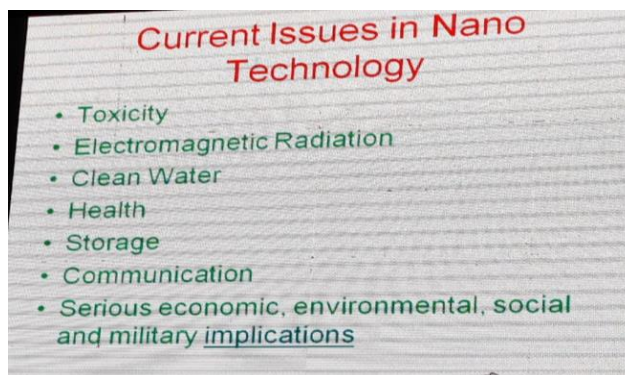 Current Issues in Nano
Technology
• Toxicity
• Electromagnetic Radiation
• Clean Water
• Health
• Storage
• Communication
• Serious economic, environmental, social
and military implications